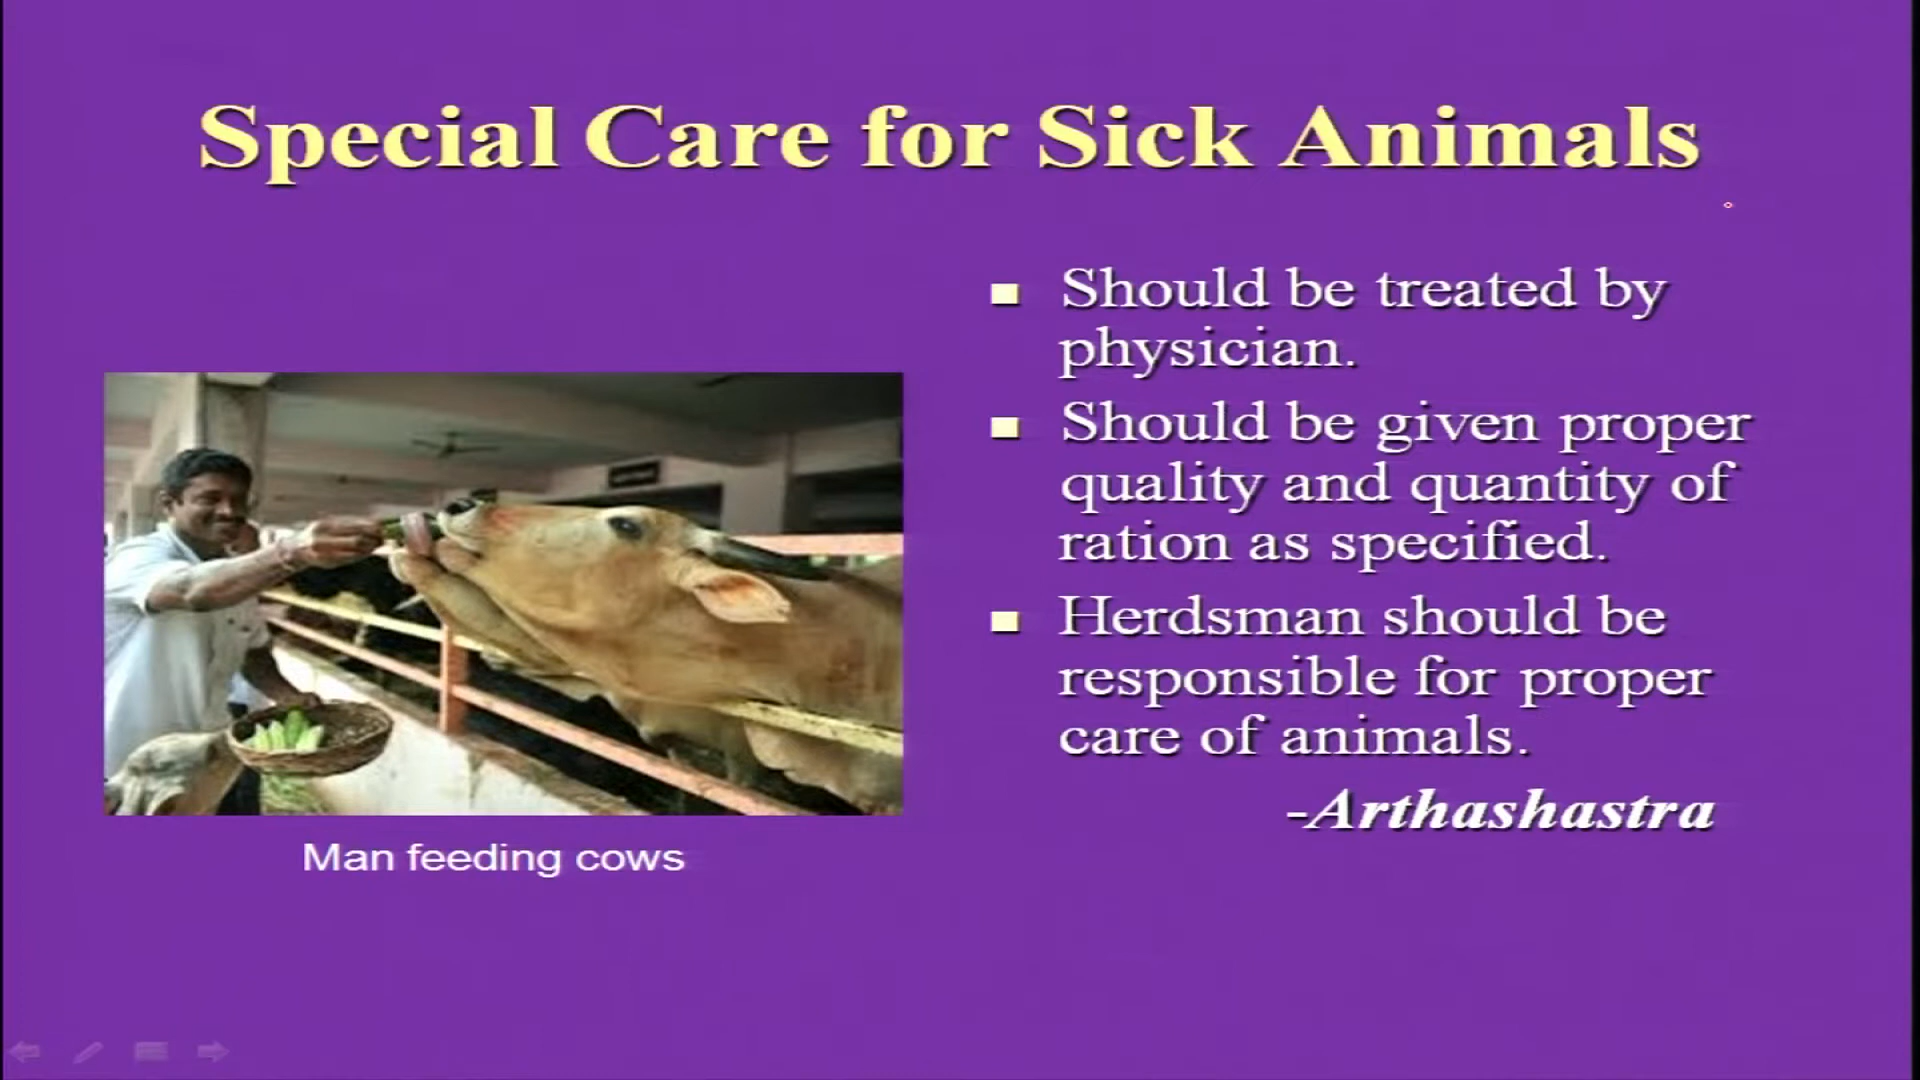 Special Care for Sick Animals
Should be treated by
physician.
Should be given proper
quality and quantity of
ration as specified.
Herdsman should be
responsible for proper
care of animals.
-Arthashastra
Man feeding cows